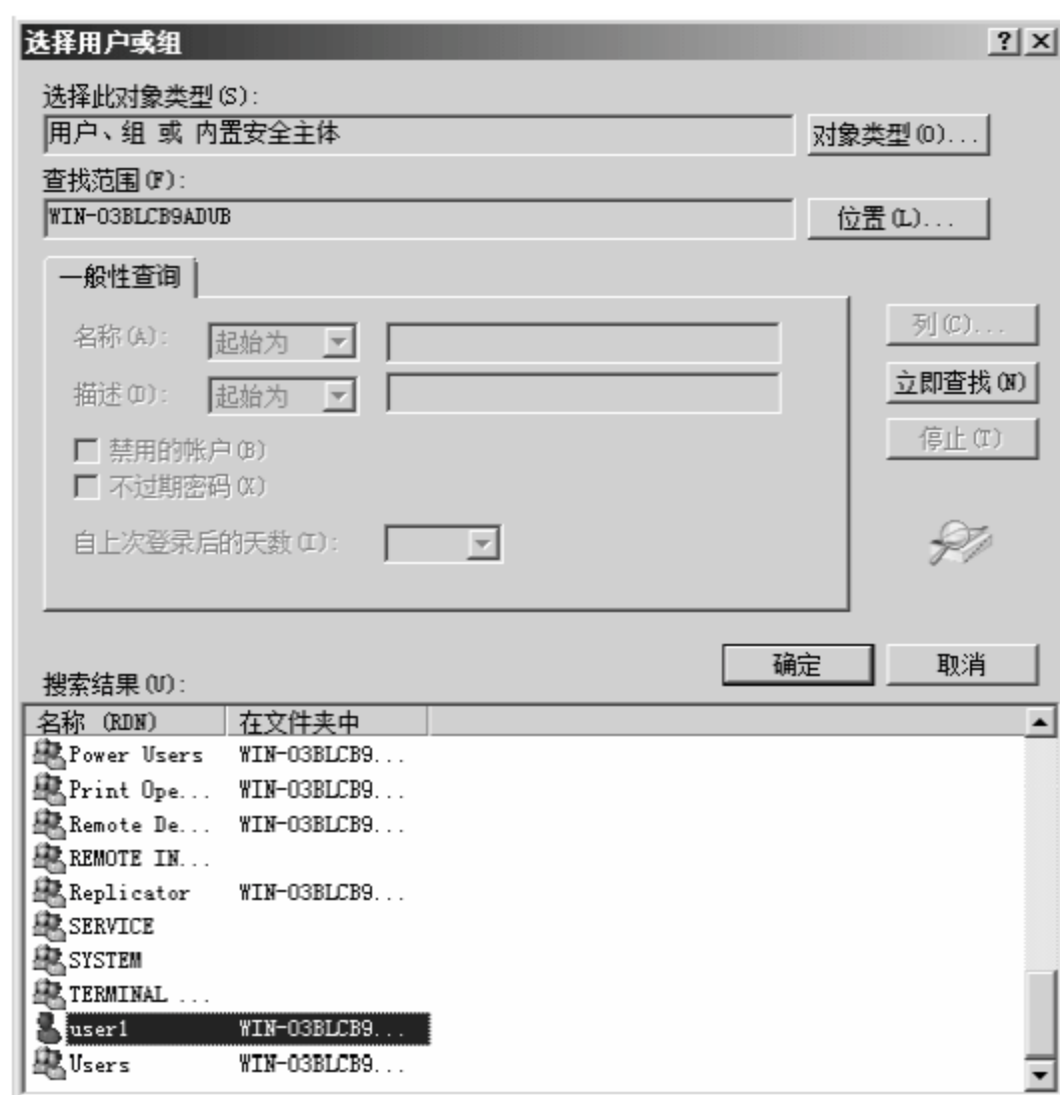 选择用户或组
选择此对象类型(S):
用户、组 或 内置安全主体
对象类型(O)...
查找范围(F):
WIN-O3BLCB9ADUB
位置(L)...
一般性查询
名称(A): 起始为
列(C)...
描述(D): 起始为
立即查找(N)
禁用的帐户(B)
停止(T)
不过期密码(X)
自上次登录后的天数(I):
确定 取消
搜索结果(U):
名称 (RDN) 在文件夹中
Power Users WIN-O3BLCB9...
Print Ope... WIN-O3BLCB9...
Remote De... WIN-O3BLCB9...
REMOTE IN...
Replicator WIN-O3BLCB9...
SERVICE
SYSTEM
TERMINAL ...
user1 WIN-O3BLCB9...
Users WIN-O3BLCB9...